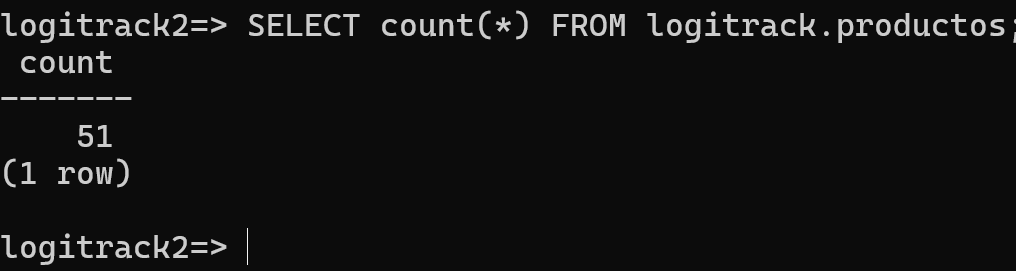 logitrack2=> SELECT count(*) FROM logitrack.productos;
 count
-------
    51
(1 row)

logitrack2=>